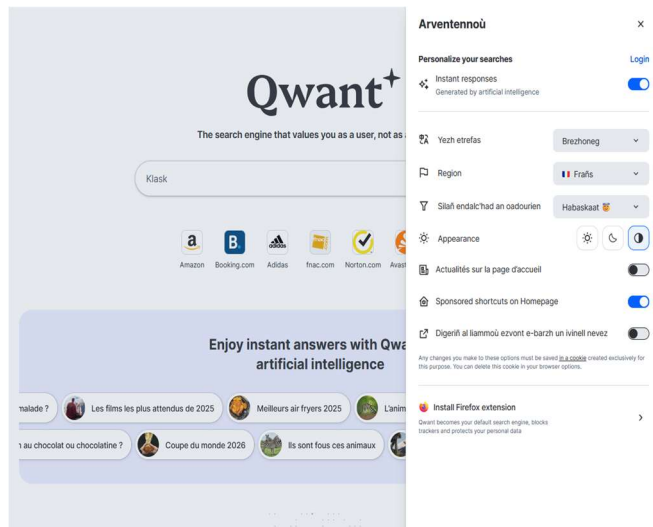 Qwant
The search engine that values you as a user, not as
Klask
Amazon
Booking.com
Adidas
fnac.com
Norton.com
Avast
Enjoy instant answers with Qwa
artificial intelligence
malade ?
Les films les plus attendus de 2025
Meilleurs air fryers 2025
L'anim
au chocolat ou chocolatine ?
Coupe du monde 2026
Ils sont fous ces animaux
Arventennoù
Personalize your searches
Login
Instant responses
Generated by artificial intelligence
Yezh etrefas
Brezhoneg
Region
Frañs
Silañ endalc'had an oadourien
Habaskaat
Appearance
Actualités sur la page d'accueil
Sponsored shortcuts on Homepage
Digeriñ al liammoù ezvont e-barzh un ivinell nevez
Any changes you make to these options must be saved in a cookie created exclusively for
this purpose. You can delete this cookie in your browser options.
Install Firefox extension
Qwant becomes your default search engine, blocks
trackers and protects your personal data